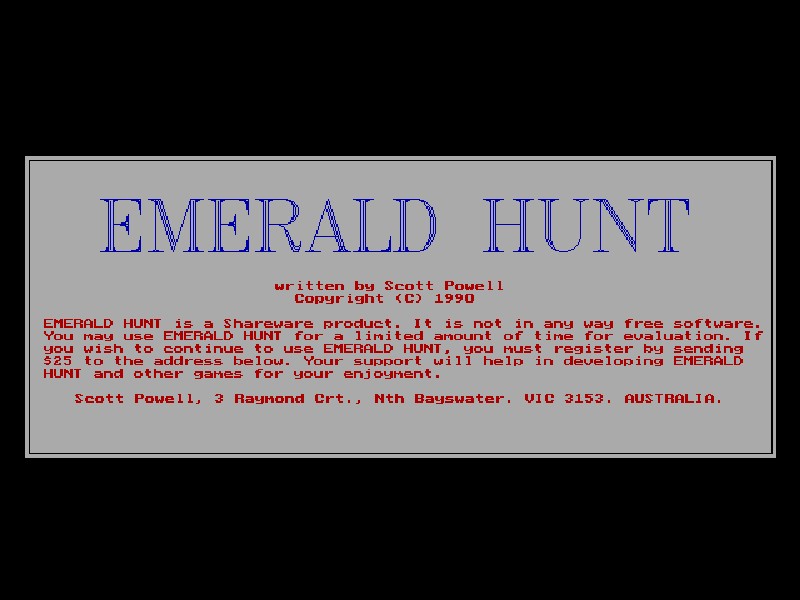 EMERALD HUNT
written by Scott Powell
Copyright (C) 1990
EMERALD HUNT is a Shareware product. It is not in any way free software.
You may use EMERALD HUNT for a limited amount of time for evaluation. If
you wish to continue to use EMERALD HUNT, you must register by sending
$25 to the address below. Your support will help in developing EMERALD
HUNT and other games for your enjoyment.
Scott Powell, 3 Raymond Crt., Nth Bayswater. VIC 3153. AUSTRALIA.